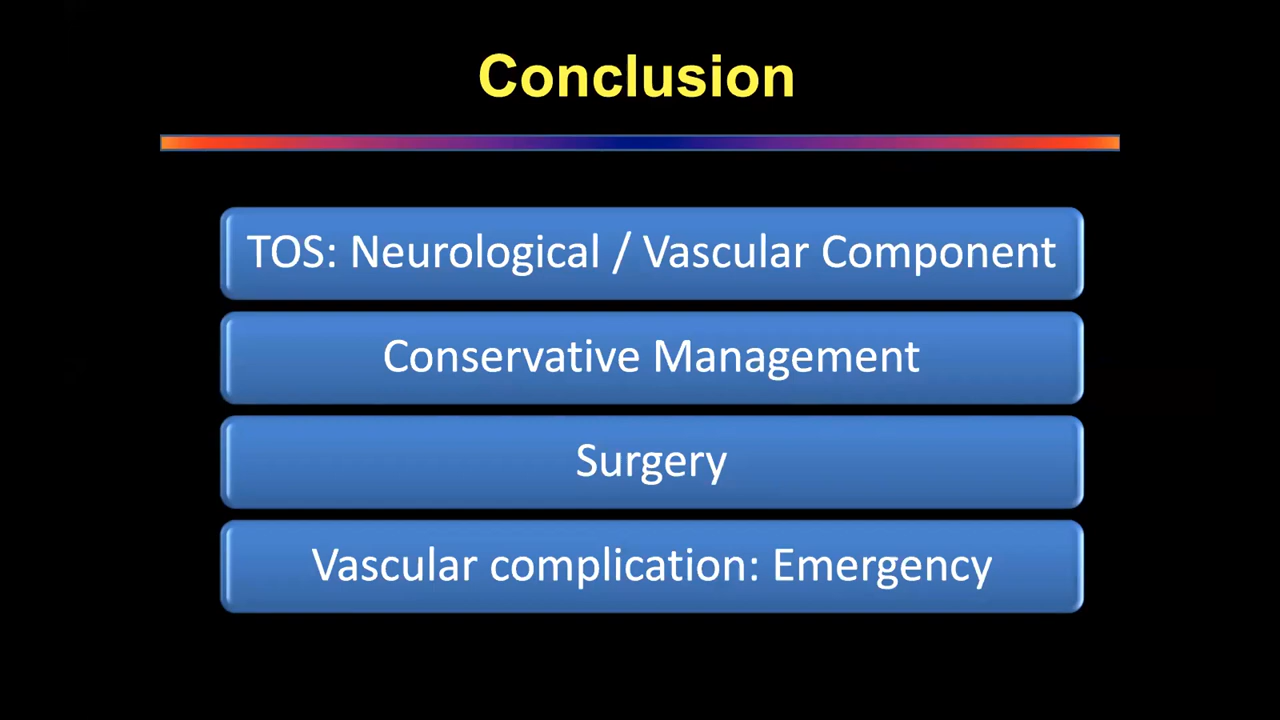 Conclusion
TOS: Neurological / Vascular Component
Conservative Management
Surgery
Vascular complication: Emergency